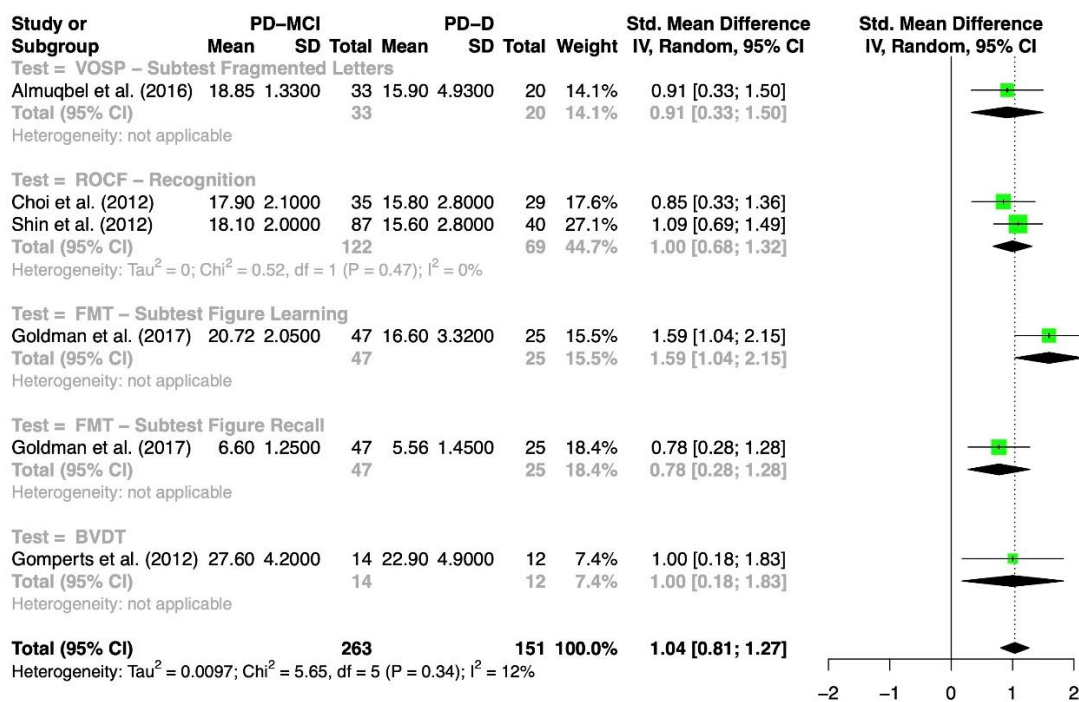 Study or PD−MCI PD−D Std. Mean Difference Std. Mean Difference
Subgroup Mean SD Total Mean SD Total Weight IV, Random, 95% CI IV, Random, 95% CI
Test = VOSP − Subtest Fragmented Letters
Almuqbel et al. (2016) 18.85 1.3300 33 15.90 4.9300 20 14.1% 0.91 [0.33; 1.50]
Total (95% CI) 33 20 14.1% 0.91 [0.33; 1.50]
Heterogeneity: not applicable
Test = ROCF − Recognition
Choi et al. (2012) 17.90 2.1000 35 15.80 2.8000 29 17.6% 0.85 [0.33; 1.36]
Shin et al. (2012) 18.10 2.0000 87 15.60 2.8000 40 27.1% 1.09 [0.69; 1.49]
Total (95% CI) 122 69 44.7% 1.00 [0.68; 1.32]
Heterogeneity: Tau² = 0; Chi² = 0.52, df = 1 (P = 0.47); I² = 0%
Test = FMT − Subtest Figure Learning
Goldman et al. (2017) 20.72 2.0500 47 16.60 3.3200 25 15.5% 1.59 [1.04; 2.15]
Total (95% CI) 47 25 15.5% 1.59 [1.04; 2.15]
Heterogeneity: not applicable
Test = FMT − Subtest Figure Recall
Goldman et al. (2017) 6.60 1.2500 47 5.56 1.4500 25 18.4% 0.78 [0.28; 1.28]
Total (95% CI) 47 25 18.4% 0.78 [0.28; 1.28]
Heterogeneity: not applicable
Test = BVDT
Gomperts et al. (2012) 27.60 4.2000 14 22.90 4.9000 12 7.4% 1.00 [0.18; 1.83]
Total (95% CI) 14 12 7.4% 1.00 [0.18; 1.83]
Heterogeneity: not applicable
Total (95% CI) 263 151 100.0% 1.04 [0.81; 1.27]
Heterogeneity: Tau² = 0.0097; Chi² = 5.65, df = 5 (P = 0.34); I² = 12%
−2 −1 0 1 2